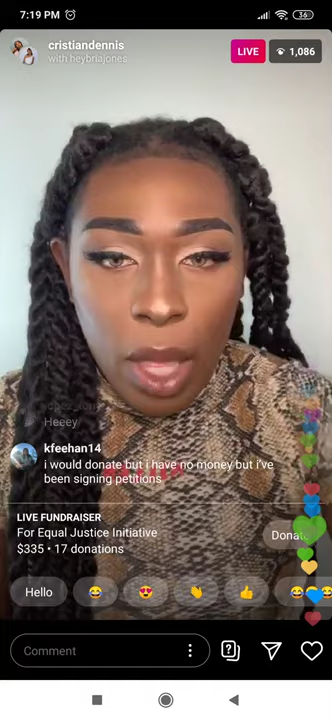 7:19 PM
36
cristiandennis
with heybriajones
LIVE
1,086
Heeey
kfeehan14
i would donate but i have no money but i've
been signing petitions
LIVE FUNDRAISER
For Equal Justice Initiative
$335 • 17 donations
Donate
Hello
Comment